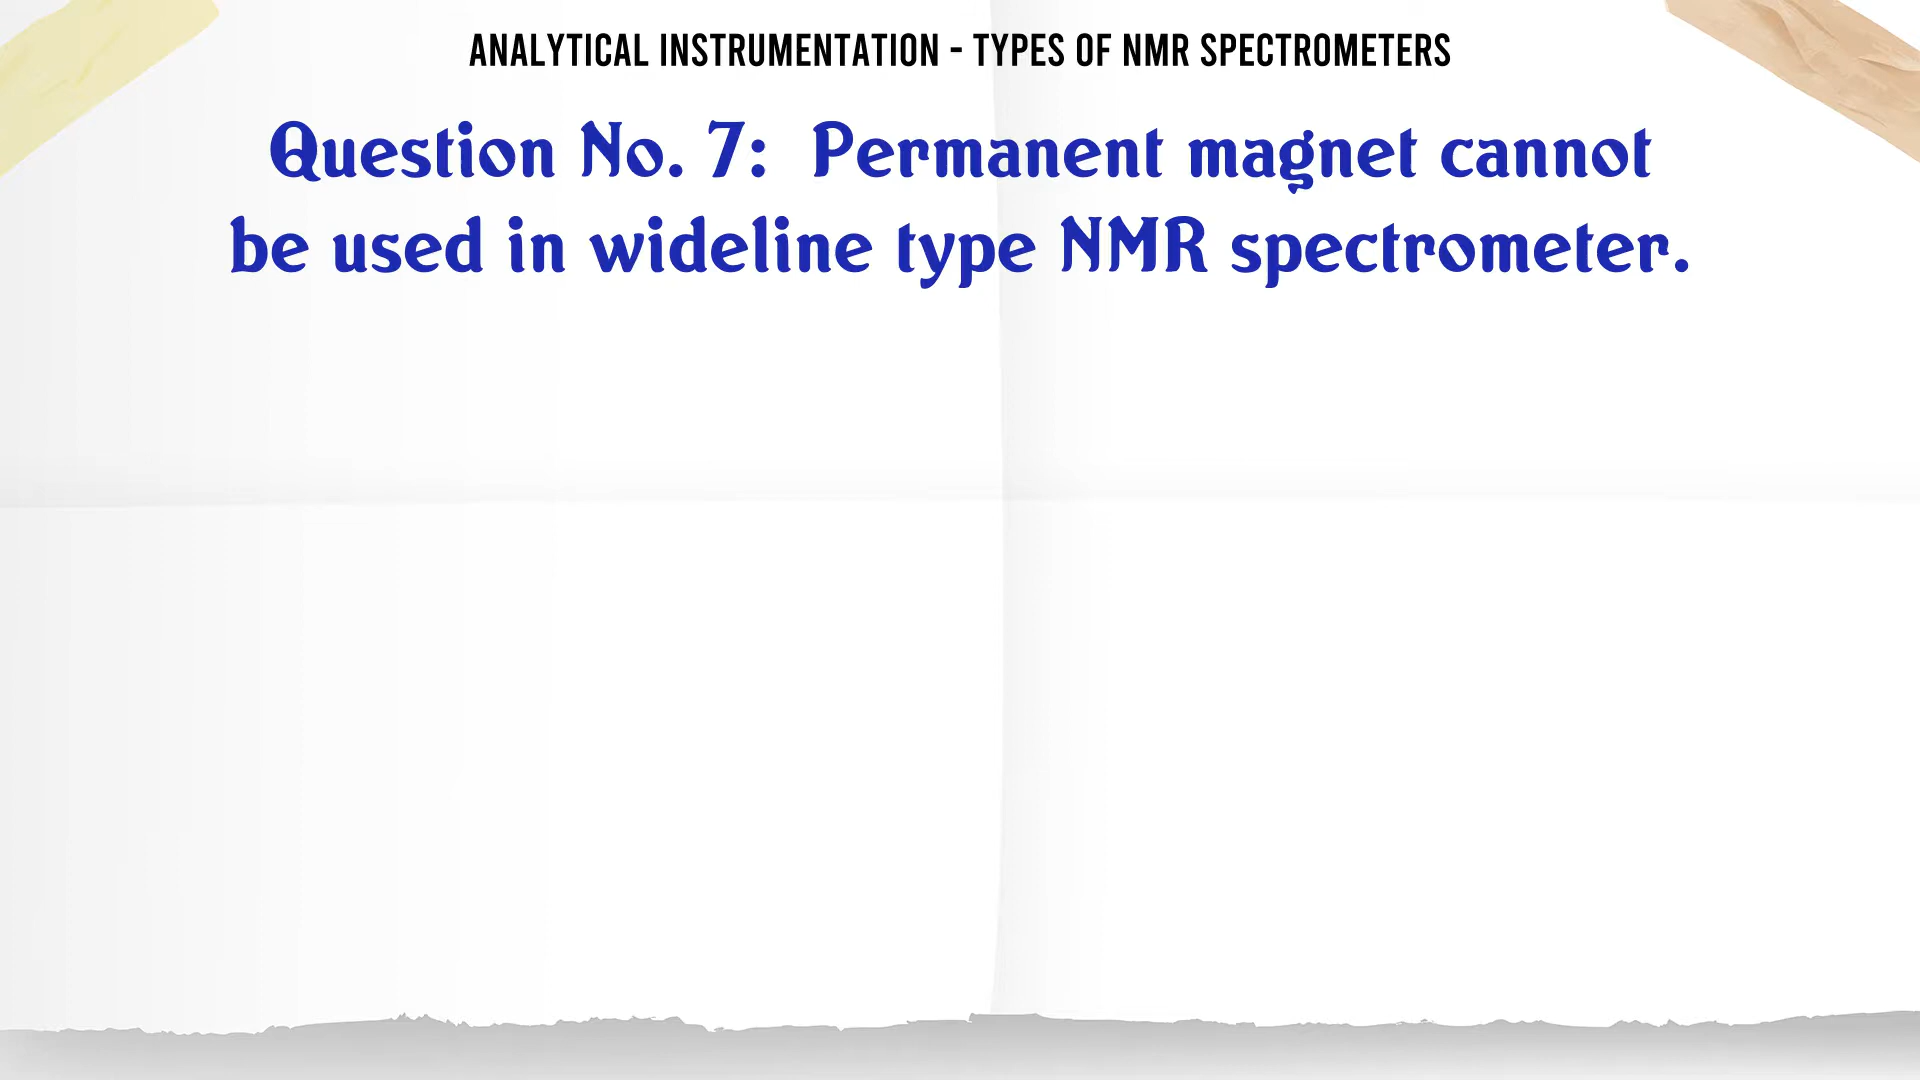 ANALYTICAL INSTRUMENTATION - TYPES OF NMR SPECTROMETERS
Question No. 7: Permanent magnet cannot
be used in wideline type NMR spectrometer.